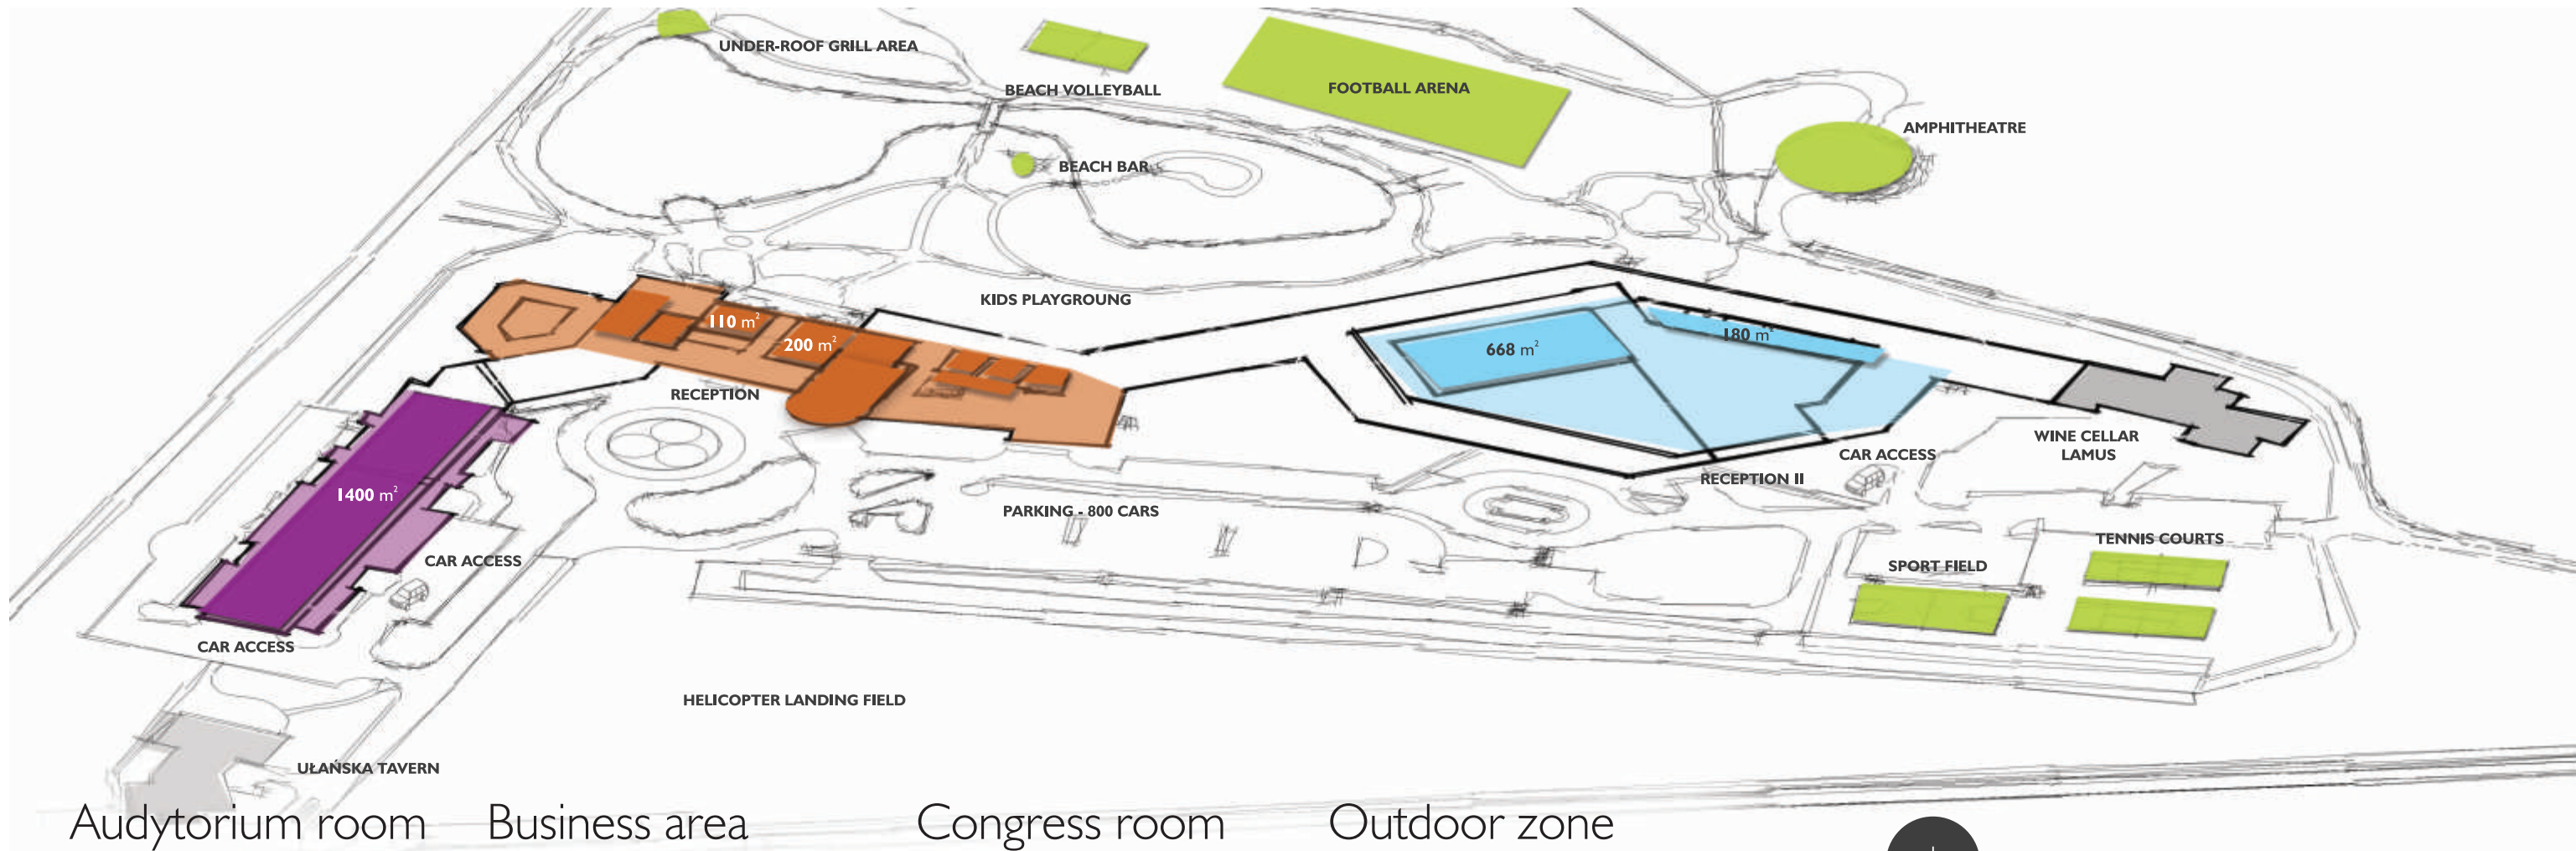 UNDER-ROOF GRILL AREA
BEACH VOLLEYBALL
FOOTBALL ARENA
AMPHITHEATRE
BEACH BAR
KIDS PLAYGROUNG
110 m²
200 m²
668 m²
180 m²
RECEPTION
WINE CELLAR
LAMUS
CAR ACCESS
RECEPTION II
1400 m²
PARKING - 800 CARS
TENNIS COURTS
CAR ACCESS
SPORT FIELD
CAR ACCESS
HELICOPTER LANDING FIELD
UŁAŃSKA TAVERN
Audytorium room
Business area
Congress room
Outdoor zone